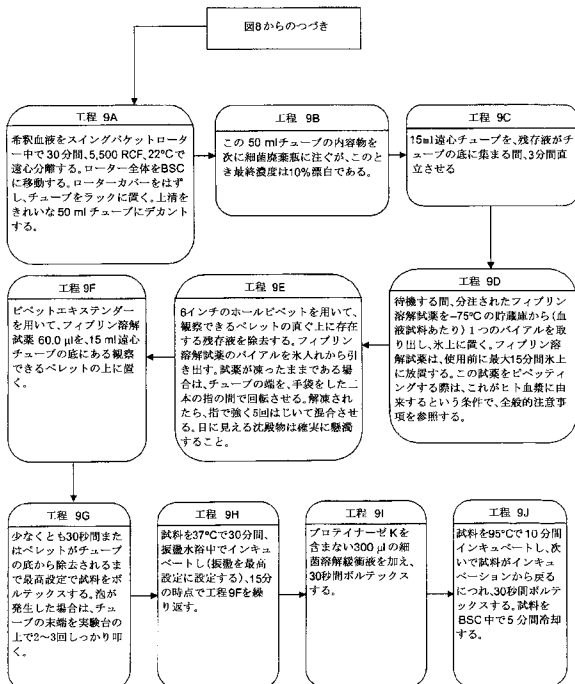 図8からのつづき
工程 9A
希釈血液をスイングバケットローター
中で30分間、5,500 RCF、22°Cで
遠心分離する。ローター全体をBSC
に移動する。ローターカバーをはず
し、チューブをラックに置く。上清を
きれいな 50 ml チューブにデカント
する。
工程 9B
この 50 mlチューブの内容物を
次に細菌廃棄瓶に注ぐが、このと
き最終濃度は10%漂白である。
工程 9C
15ml遠心チューブを、残存液がチ
ューブの底に集まる間、3分間直
立させる
工程 9D
待機する間、分注されたフィブリン溶
解試薬を–75°Cの貯蔵庫から(血
液試料あたり) 1つのバイアルを取
り出し、氷上に置く。フィブリン溶解
試薬は、使用前に最大15分間氷上
に放置する。この試薬をピペッティ
ングする際は、これがヒト血漿に由
来するという条件で、全般的注意事
項を参照する。
工程 9E
6インチのホールピペットを用いて、
観察できるペレットの直ぐ上に存在
する残存液を除去する。フィブリン
溶解試薬のバイアルを氷入れから引
き出す。試薬が凍ったままである場
合は、チューブの端を、手袋をした二
本の指の間で回転させる。解凍され
たら、指で強く5回はじいて混合させ
る。目に見える沈殿物は確実に懸濁
すること。
工程 9F
ピペットエキステンダー
を用いて、フィブリン溶解
試薬 60.0 µlを、15 ml遠心
チューブの底にある観察
できるペレットの上に置く。
工程 9G
少なくとも30秒間また
はペレットがチューブ
の底から除去されるま
で最高設定で試料をボ
ルテックスする。泡が
発生した場合は、チュー
ブの末端を実験台の
上で2～3回しっかり叩
く。
工程 9H
試料を37°Cで30分間、
振盪水浴中でインキュ
ベートし(振盪を最高
設定に設定する)、15分
の時点で工程9Fを繰
り返す。
工程 9I
プロテイナーゼKを
含まない300 µlの細
菌溶解緩衝液を加え、
30秒間ボルテックスす
る。
工程 9J
試料を95°Cで10分間
インキュベートし、次
いで試料がインキュ
ベーションから戻る
につれ、30秒間ボルテ
ックスする。試料を
BSC中で5分間冷却す
る。